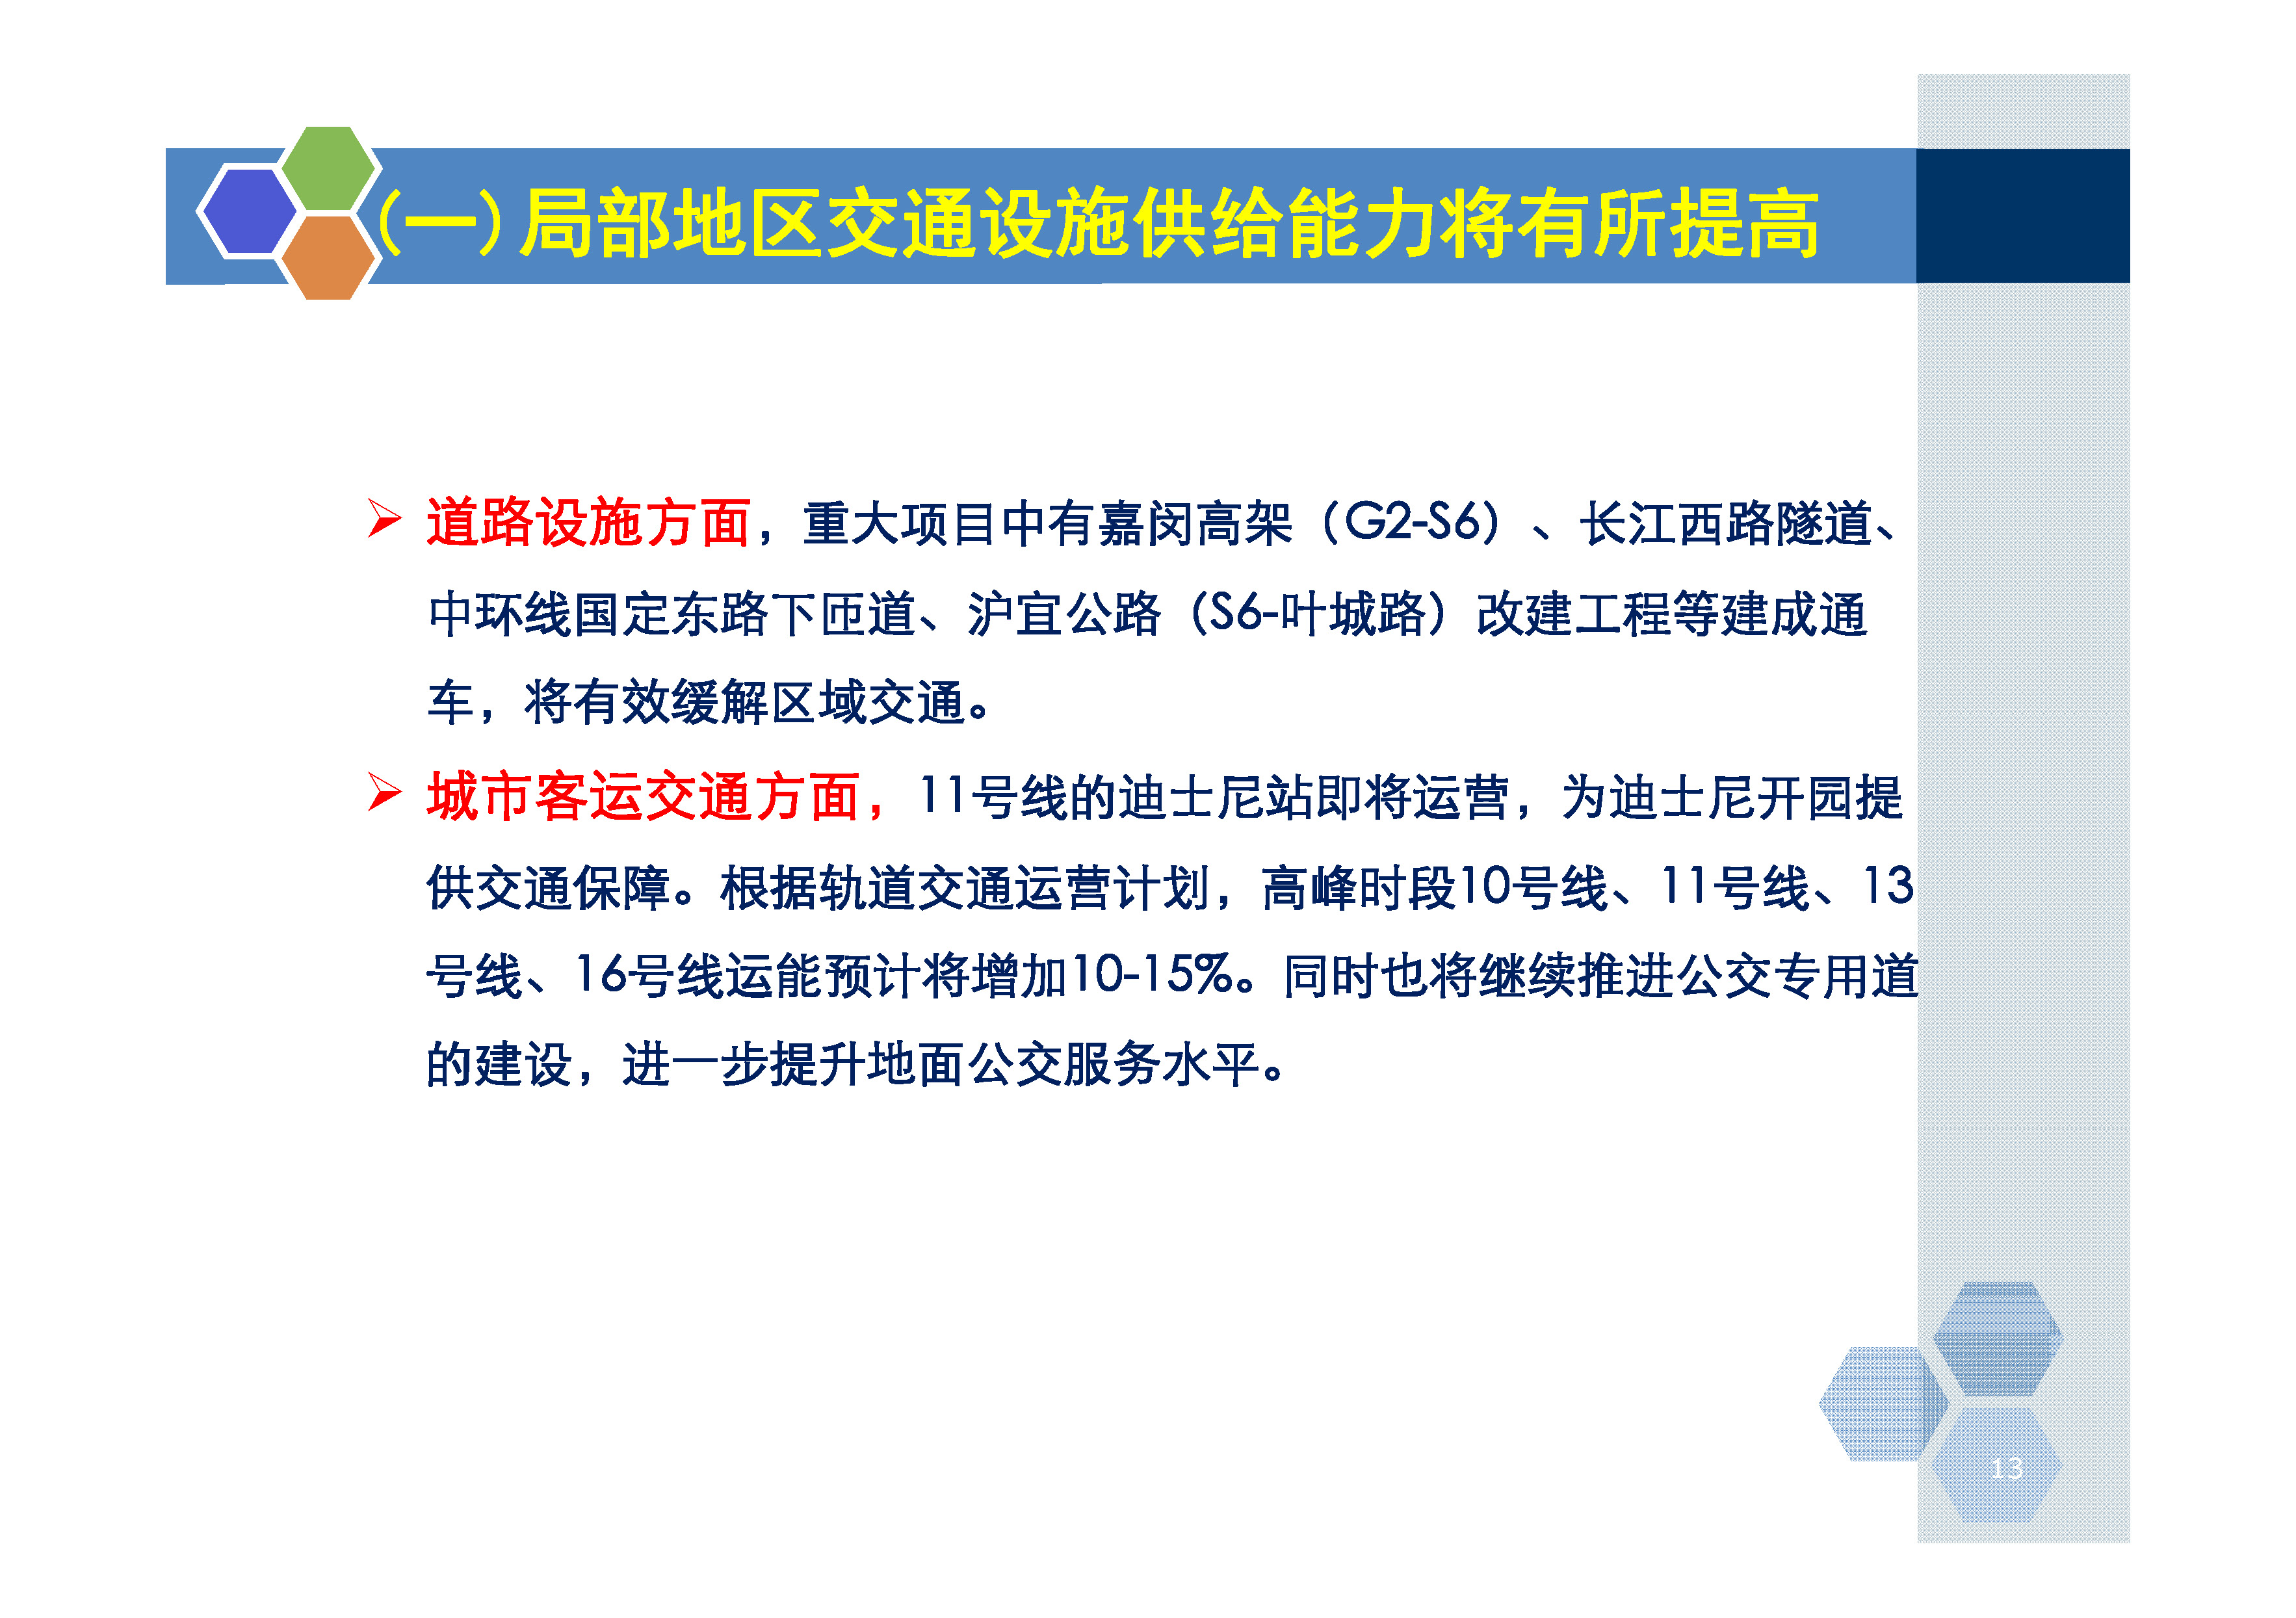 (一)局部地区交通设施供给能力将有所提高
道路设施方面，重大项目中有嘉闵高架（G2-S6）、长江西路隧道、
中环线国定东路下匝道、沪宜公路（S6-叶城路）改建工程等建成通
车，将有效缓解区域交通。
城市客运交通方面，11号线的迪士尼站即将运营，为迪士尼开园提
供交通保障。根据轨道交通运营计划，高峰时段10号线、11号线、13
号线、16号线运能预计将增加10-15%。同时也将继续推进公交专用道
的建设，进一步提升地面公交服务水平。
13